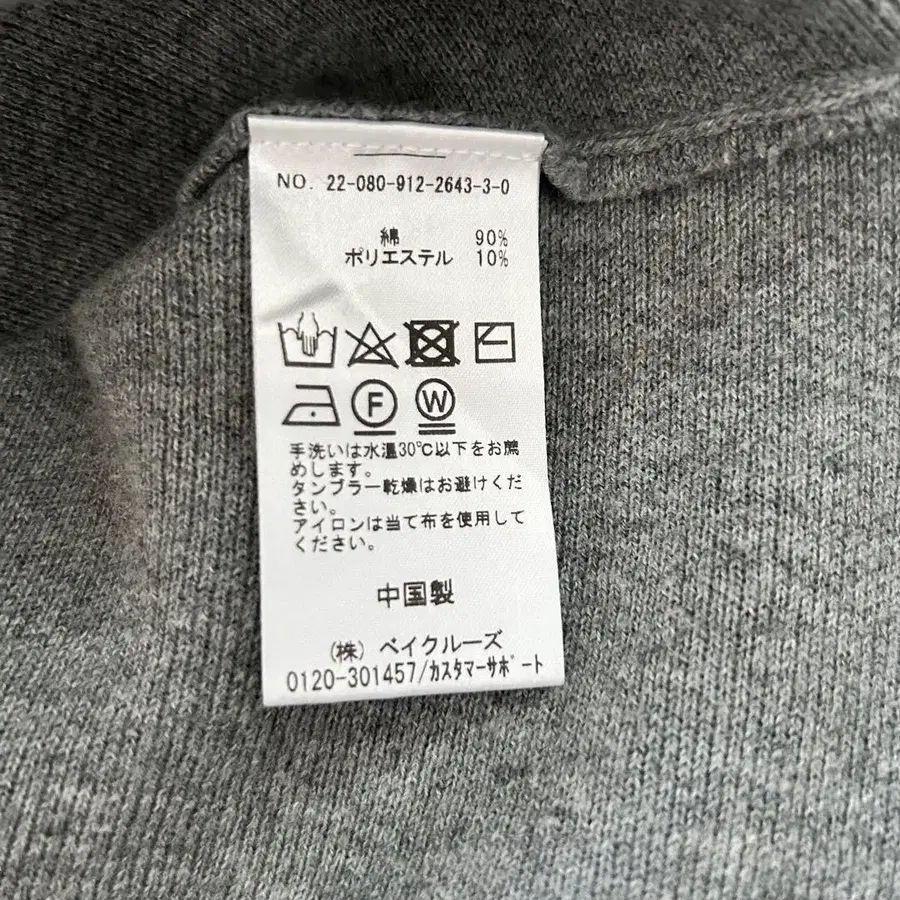 NO. 22-080-912-2643-3-0
綿 90%
ポリエステル 10%
F W
手洗いは水温30℃以下をお薦
めします。
タンブラー乾燥はお避けくだ
さい。
アイロンは当て布を使用して
ください。
中国製
(株) ベイクルーズ
0120-301457/カスタマーサポート